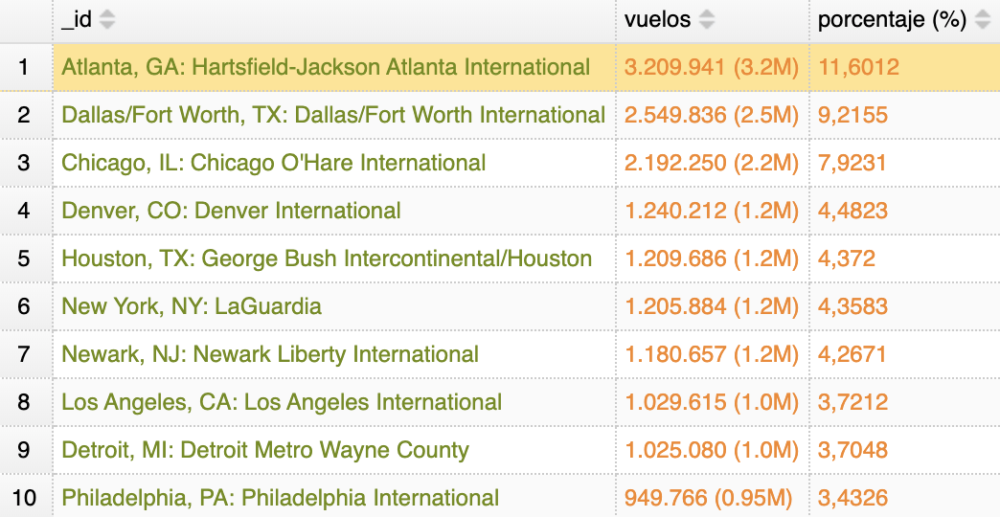 _id vuelos porcentaje (%)
1 Atlanta, GA: Hartsfield-Jackson Atlanta International 3.209.941 (3.2M) 11,6012
2 Dallas/Fort Worth, TX: Dallas/Fort Worth International 2.549.836 (2.5M) 9,2155
3 Chicago, IL: Chicago O'Hare International 2.192.250 (2.2M) 7,9231
4 Denver, CO: Denver International 1.240.212 (1.2M) 4,4823
5 Houston, TX: George Bush Intercontinental/Houston 1.209.686 (1.2M) 4,372
6 New York, NY: LaGuardia 1.205.884 (1.2M) 4,3583
7 Newark, NJ: Newark Liberty International 1.180.657 (1.2M) 4,2671
8 Los Angeles, CA: Los Angeles International 1.029.615 (1.0M) 3,7212
9 Detroit, MI: Detroit Metro Wayne County 1.025.080 (1.0M) 3,7048
10 Philadelphia, PA: Philadelphia International 949.766 (0.95M) 3,4326